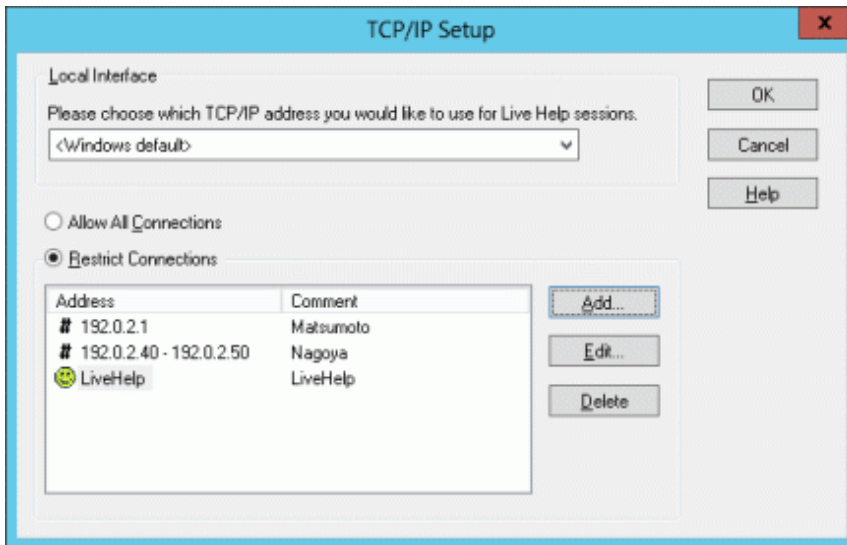 TCP/IP Setup
x
Local Interface
Please choose which TCP/IP address you would like to use for Live Help sessions.
<Windows default>
OK
Cancel
Help
Allow All Connections
Restrict Connections
Address Comment
# 192.0.2.1 Matsumoto
# 192.0.2.40 - 192.0.2.50 Nagoya
LiveHelp LiveHelp
Add...
Edit...
Delete